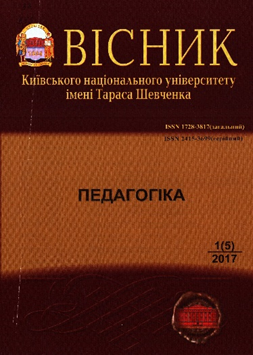 ВІСНИК
Київського національного університету
імені Тараса Шевченка
ISSN 1728-3817(загальний)
ПЕДАГОГІКА
1(5)
2017